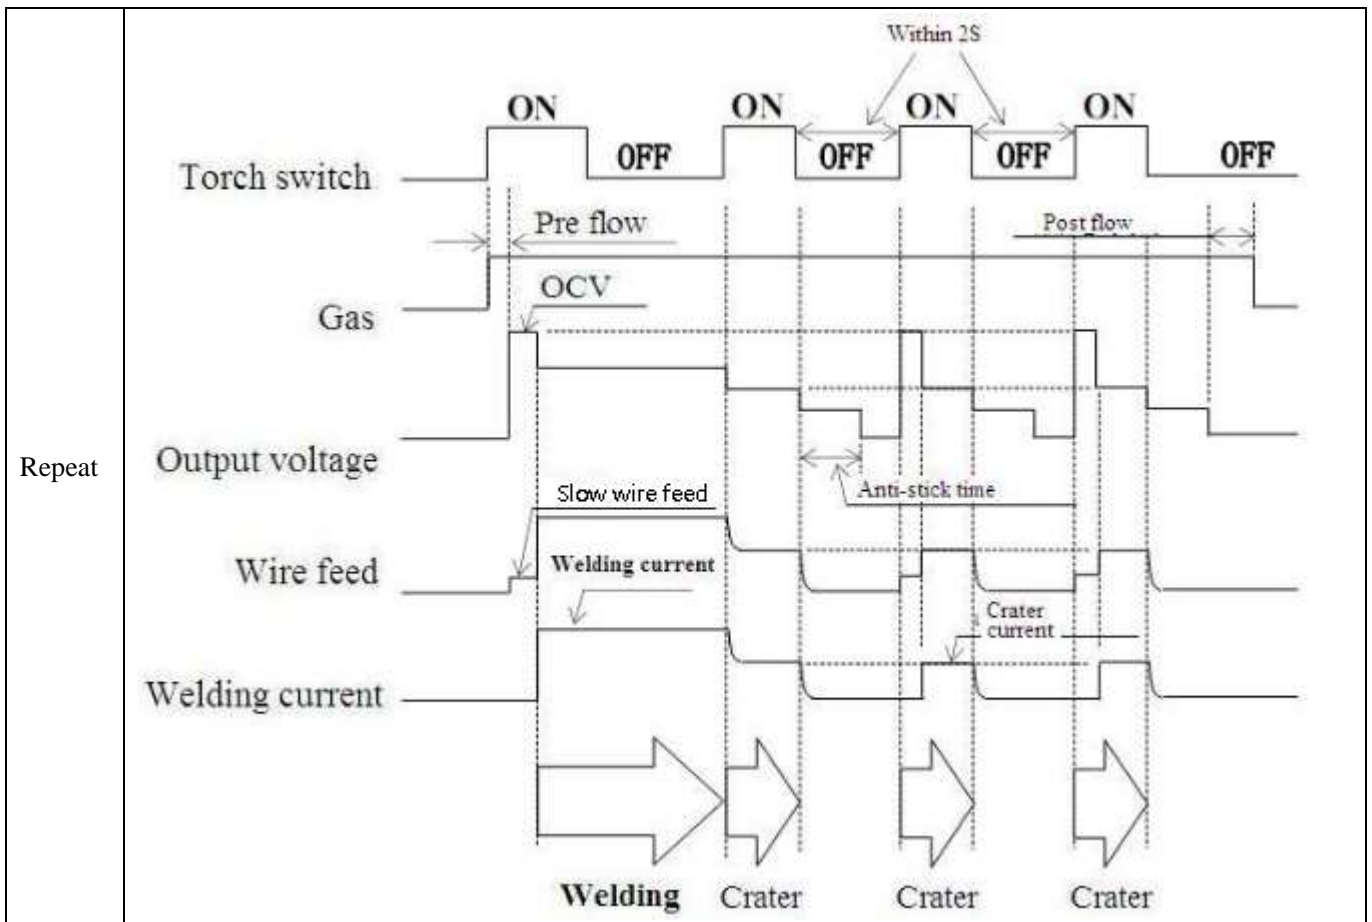 Repeat
Within 2S
ON
ON
ON
ON
Torch switch
OFF
OFF
OFF
OFF
Pre flow
Post flow
Gas
OCV
Output voltage
Anti-stick time
Slow wire feed
Wire feed
Welding current
Crater
current
Welding current
Welding
Crater
Crater
Crater